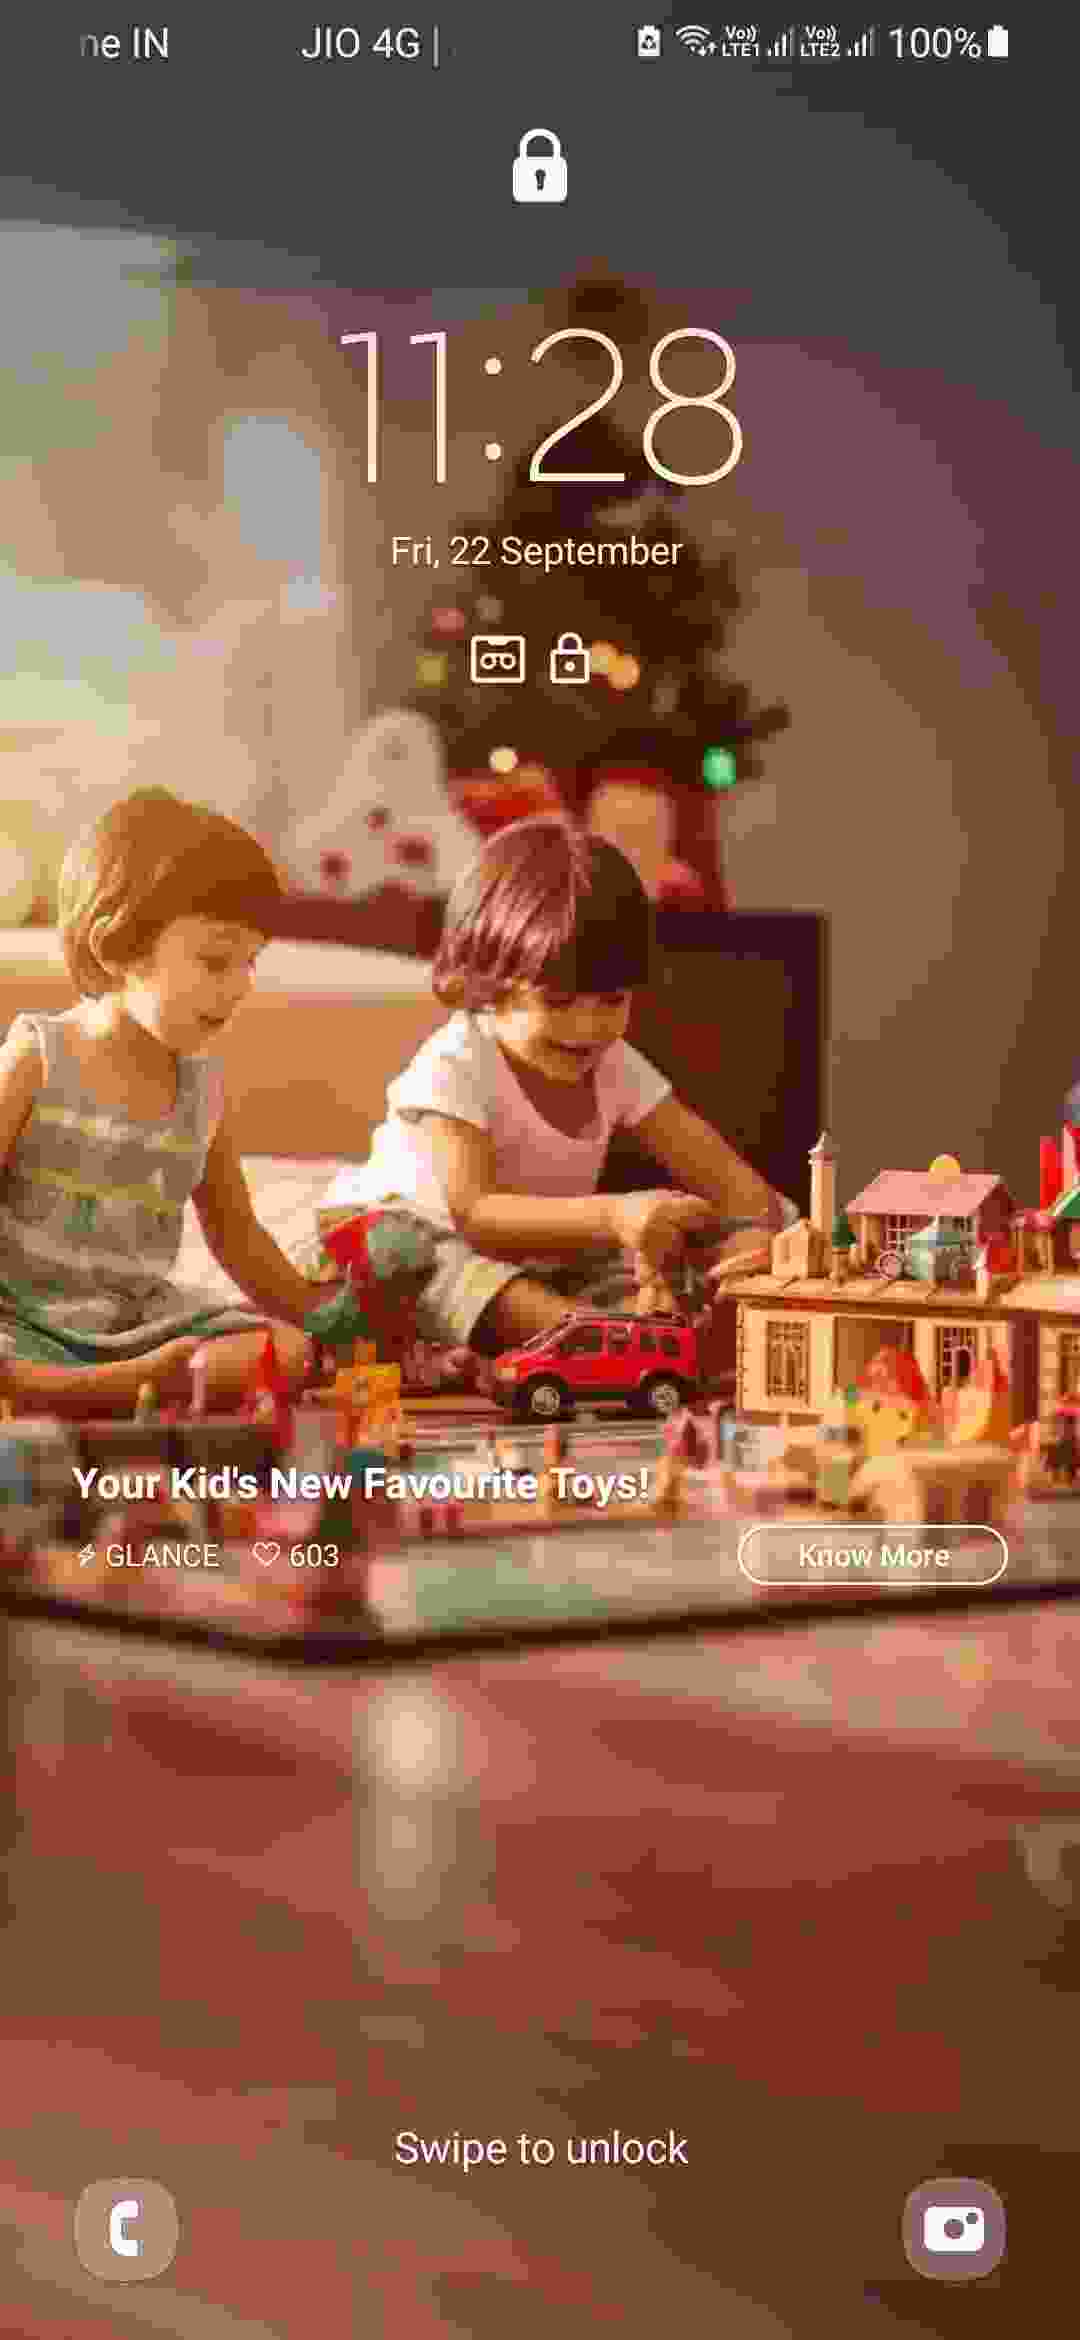 ne IN JIO 4G | Vo)) LTE1 Vo)) LTE2 100%
11:28
Fri, 22 September
Your Kid's New Favourite Toys!
GLANCE 603 Know More
Swipe to unlock